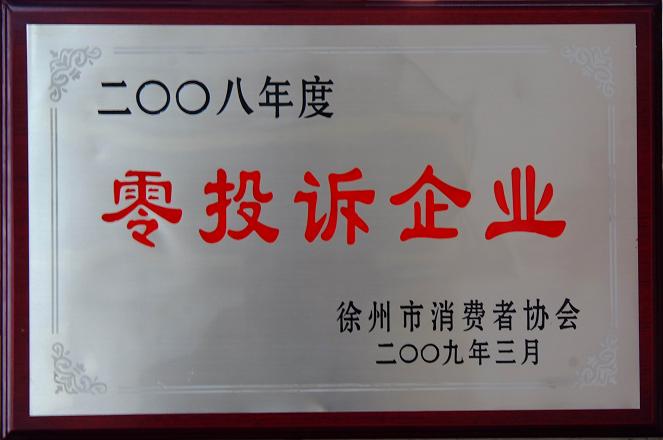 二〇〇八年度
零投诉企业
徐州市消费者协会
二〇〇九年三月